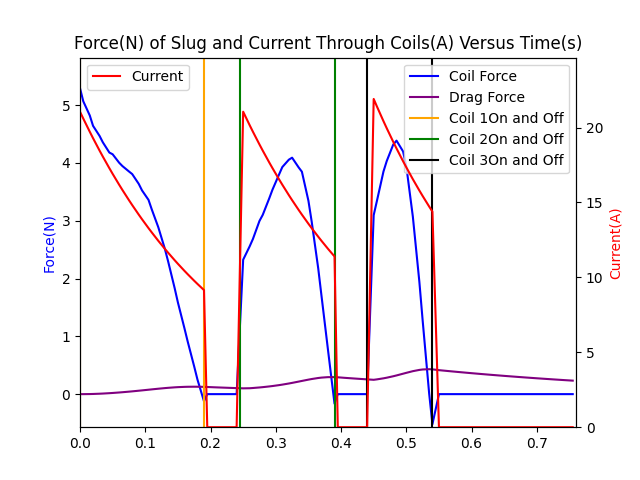 Force(N) of Slug and Current Through Coils(A) Versus Time(s)
Current
Coil Force
Drag Force
Coil 1On and Off
Coil 2On and Off
Coil 3On and Off
Force(N)
5
4
3
2
1
0
Current(A)
20
15
10
5
0
0.0 0.1 0.2 0.3 0.4 0.5 0.6 0.7